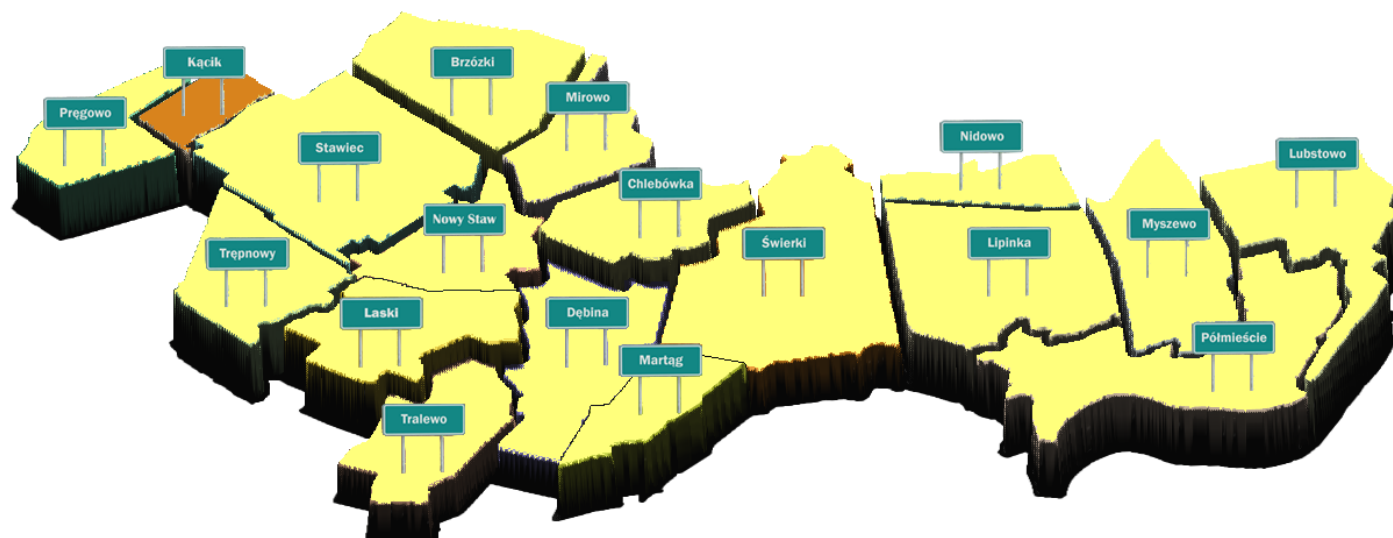 Kącik
Brzózki
Pręgowo
Mirowo
Stawiec
Nidowo
Lubstowo
Chlebówka
Nowy Staw
Myszewo
Trępnowy
Świerki
Lipinka
Laski
Dębina
Półmieście
Martąg
Tralewo